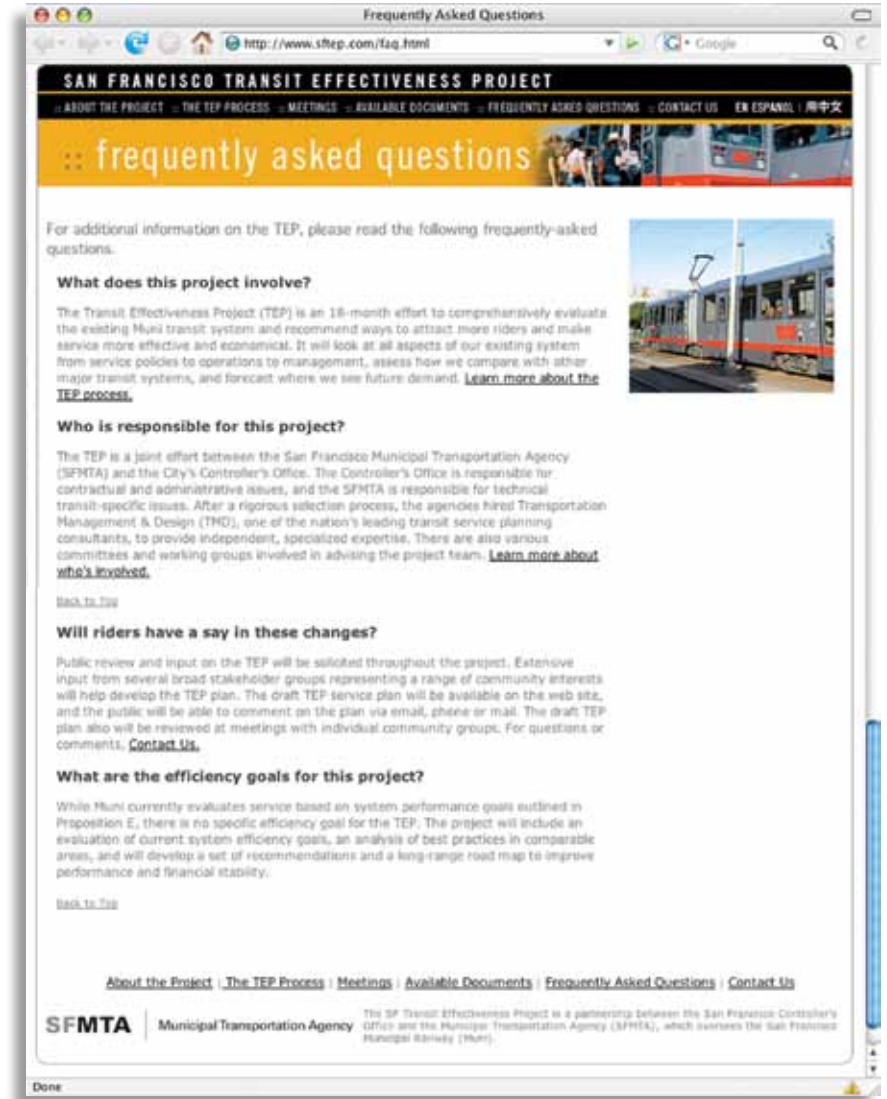 Frequently Asked Questions
http://www.sftep.com/faq.html
Google
SAN FRANCISCO TRANSIT EFFECTIVENESS PROJECT
:: ABOUT THE PROJECT :: THE TEP PROCESS :: MEETINGS :: AVAILABLE DOCUMENTS :: FREQUENTLY ASKED QUESTIONS :: CONTACT US EN ESPANOL | 用中文
:: frequently asked questions
For additional information on the TEP, please read the following frequently-asked
questions.
What does this project involve?
The Transit Effectiveness Project (TEP) is an 18-month effort to comprehensively evaluate
the existing Muni transit system and recommend ways to attract more riders and make
service more effective and economical. It will look at all aspects of our existing system
from service policies to operations to management, assess how we compare with other
major transit systems, and forecast where we see future demand. Learn more about the
TEP process.
Who is responsible for this project?
The TEP is a joint effort between the San Francisco Municipal Transportation Agency
(SFMTA) and the City's Controller's Office. The Controller's Office is responsible for
contractual and administrative issues, and the SFMTA is responsible for technical
transit-specific issues. After a rigorous selection process, the agencies hired Transportation
Management & Design (TMD), one of the nation's leading transit service planning
consultants, to provide independent, specialized expertise. There are also various
committees and working groups involved in advising the project team. Learn more about
who's involved.
Back to Top
Will riders have a say in these changes?
Public review and input on the TEP will be solicited throughout the project. Extensive
input from several broad stakeholder groups representing a range of community interests
will help develop the TEP plan. The draft TEP service plan will be available on the web site,
and the public will be able to comment on the plan via email, phone or mail. The draft TEP
plan also will be reviewed at meetings with individual community groups. For questions or
comments, Contact Us.
What are the efficiency goals for this project?
While Muni currently evaluates service based on system performance goals outlined in
Proposition E, there is no specific efficiency goal for the TEP. The project will include an
evaluation of current system efficiency goals, an analysis of best practices in comparable
areas, and will develop a set of recommendations and a long-range road map to improve
performance and financial stability.
Back to Top
About the Project | The TEP Process | Meetings | Available Documents | Frequently Asked Questions | Contact Us
SFMTA | Municipal Transportation Agency
The SF Transit Effectiveness Project is a partnership between the San Francisco Controller's
Office and the Municipal Transportation Agency (SFMTA), which oversees the San Francisco
Municipal Railway (Muni).
Done